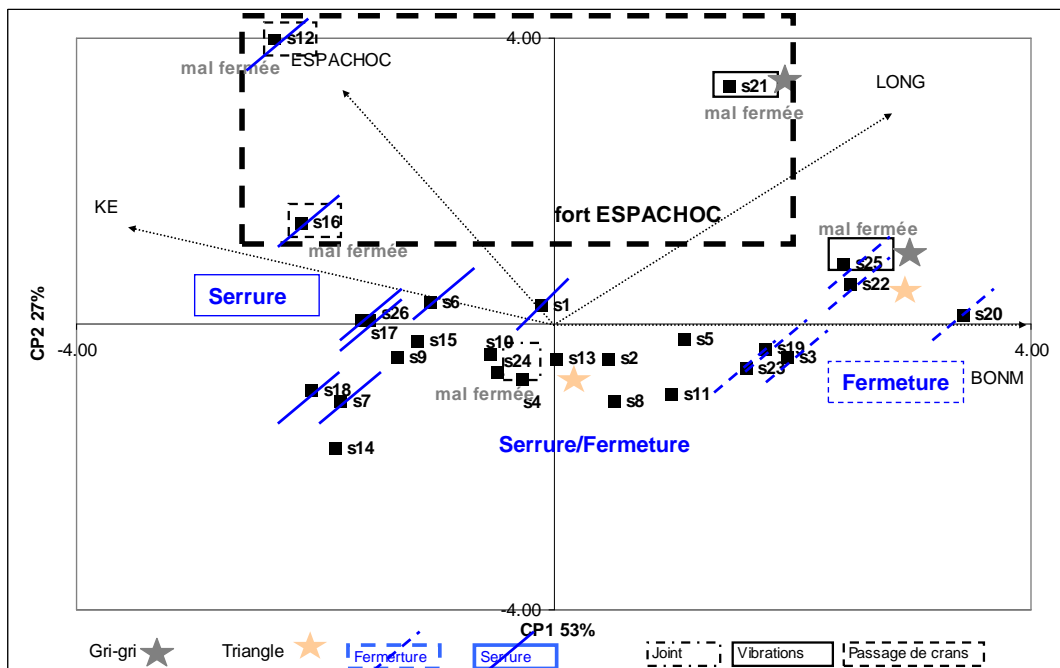 4.00
s12
ESPACHOC
mal fermée
s21
LONG
mal fermée
KE
s16
fort ESPACHOC
mal fermée
mal fermée
s25
s22
Serrure
s6
s1
s20
s26
s17
-4.00
4.00
CP2 27%
s15
s10
s9
s24
s13
s2
s5
s19
s3
s23
BONM
mal fermée
s4
s18
s7
s8
s11
Fermeture
Serrure/Fermeture
s14
-4.00
CP1 53%
Gri-gri
Triangle
Fermerture
Serrure
Joint
Vibrations
Passage de crans